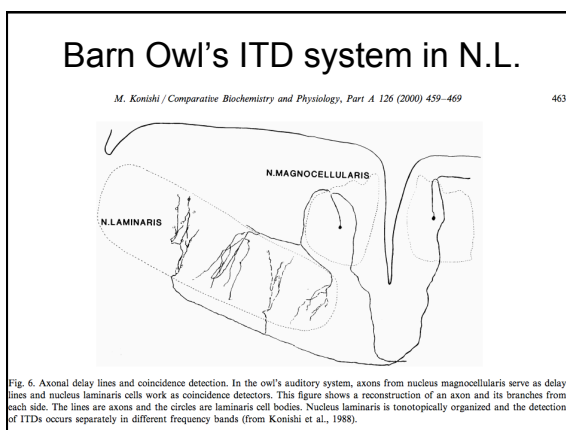 Barn Owl's ITD system in N.L.
M. Konishi / Comparative Biochemistry and Physiology, Part A 126 (2000) 459–469 463
N.MAGNOCELLULARIS
N.LAMINARIS
Fig. 6. Axonal delay lines and coincidence detection. In the owl's auditory system, axons from nucleus magnocellularis serve as delay
lines and nucleus laminaris cells work as coincidence detectors. This figure shows a reconstruction of an axon and its branches from
each side. The lines are axons and the circles are laminaris cell bodies. Nucleus laminaris is tonotopically organized and the detection
of ITDs occurs separately in different frequency bands (from Konishi et al., 1988).